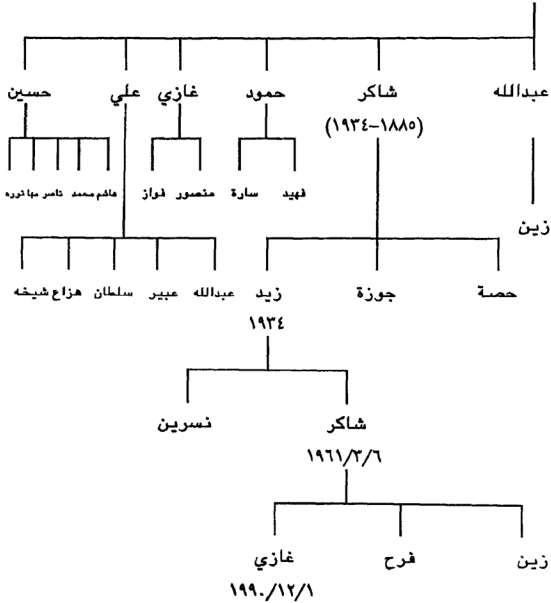 عبدالله شاكر حمود غازي علي حسين
(١٨٨٥-١٩٣٤)
فهيد سارة منصور فواز هاشم محمد ناصر مها نوره
زين
حصة جوزة زيد عبدالله عبير سلطان هزاع شيخه
١٩٣٤
شاكر نسرين
١٩٦١/٣/٦
زين فرح غازي
١٩٩٠/١٢/١